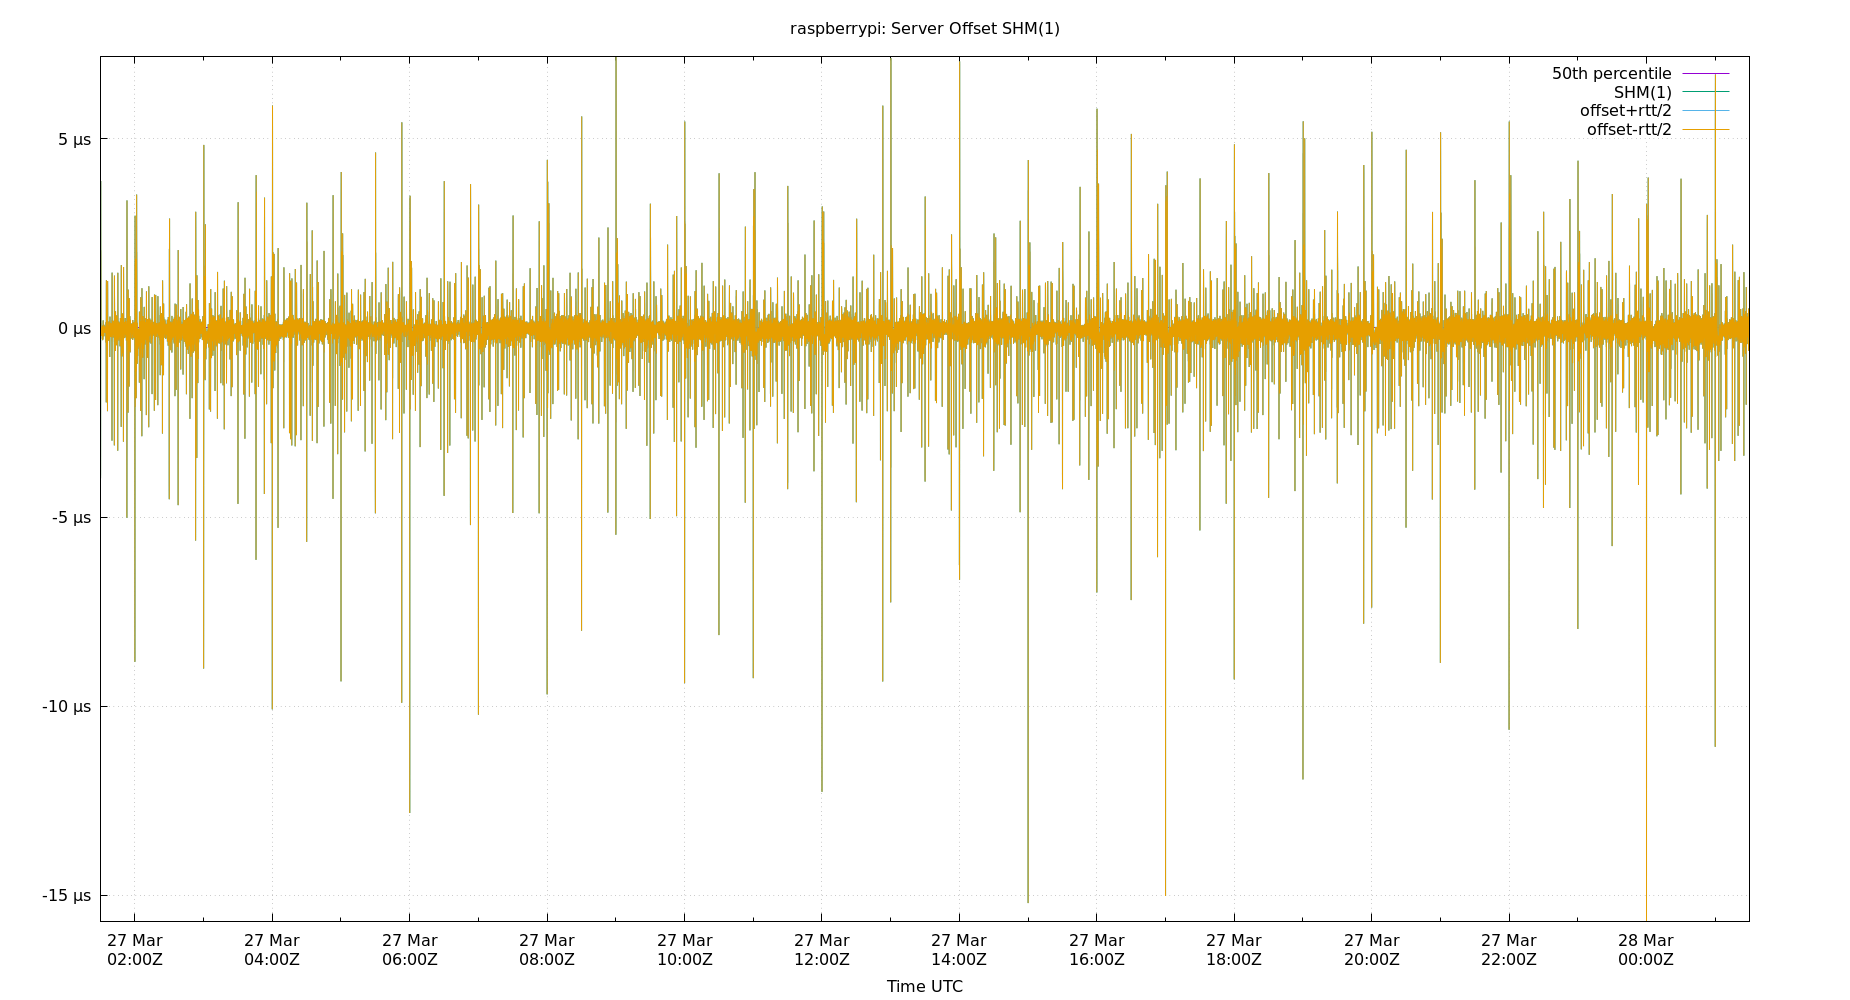 raspberrypi: Server Offset SHM(1)
50th percentile
SHM(1)
offset+rtt/2
offset-rtt/2
5 µs
0 µs
-5 µs
-10 µs
-15 µs
27 Mar 27 Mar 27 Mar 27 Mar 27 Mar 27 Mar 27 Mar 27 Mar 27 Mar 27 Mar 27 Mar 28 Mar
02:00Z 04:00Z 06:00Z 08:00Z 10:00Z 12:00Z 14:00Z 16:00Z 18:00Z 20:00Z 22:00Z 00:00Z
Time UTC